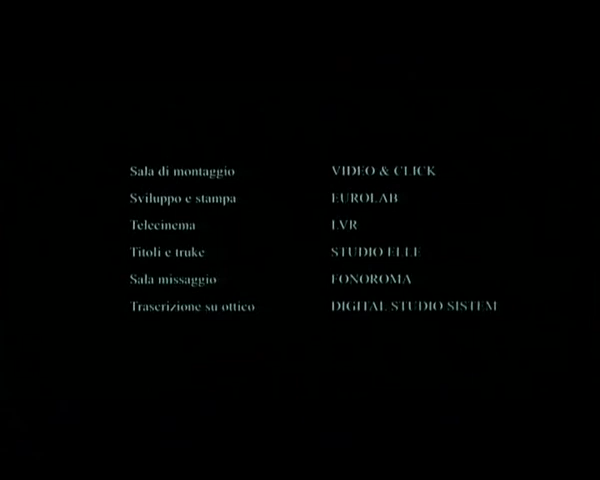 Sala di montaggio VIDEO & CLICK
Sviluppo e stampa EUROLAB
Telecinema LVR
Titoli e truke STUDIO ELLE
Sala missaggio FONOROMA
Trascrizione su ottico DIGITAL STUDIO SISTEM